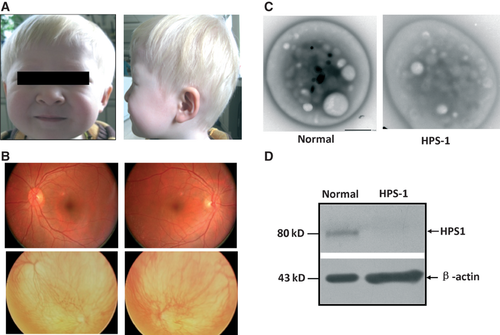 A
B
C
Normal
HPS-1
D
Normal HPS-1
80 kD
HPS1
43 kD
β-actin